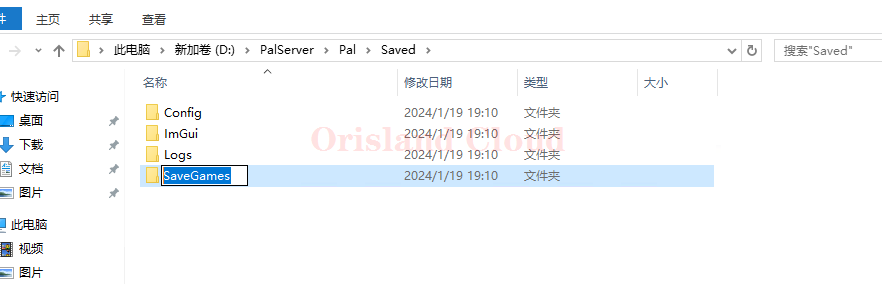 件 主页 共享 查看
此电脑 新加卷 (D:) PalServer Pal Saved 搜索"Saved"
名称 修改日期 类型 大小
快速访问
桌面
下载
文档
图片
此电脑
视频
图片
Config 2024/1/19 19:10 文件夹
ImGui 2024/1/19 19:10 文件夹
Logs 2024/1/19 19:10 文件夹
SaveGames 2024/1/19 19:10 文件夹
Orisland Cloud